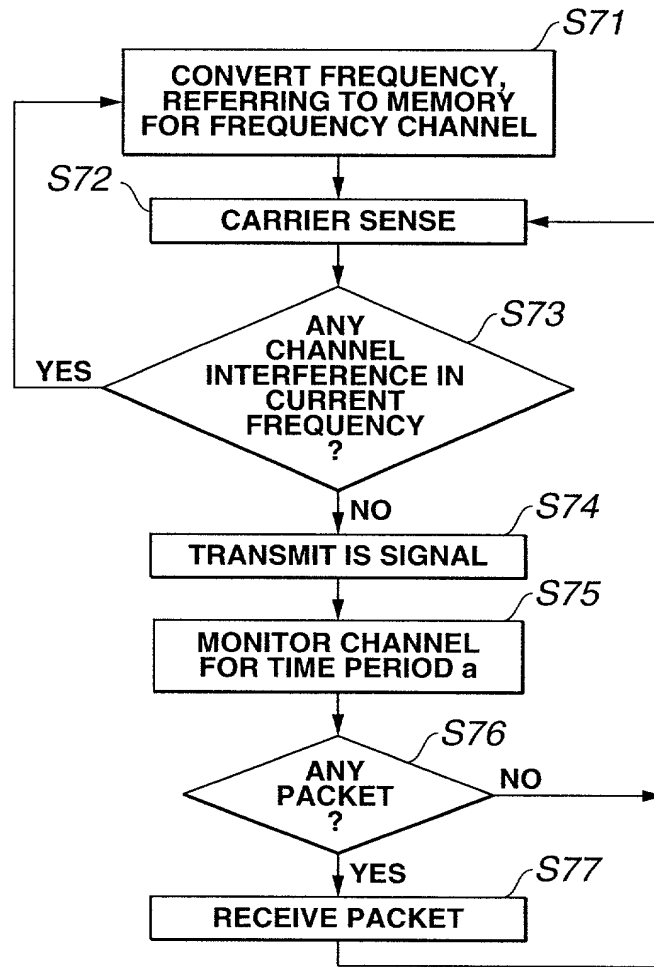 S71
CONVERT FREQUENCY,
REFERRING TO MEMORY
FOR FREQUENCY CHANNEL
S72
CARRIER SENSE
S73
ANY
CHANNEL
INTERFERENCE IN
CURRENT
FREQUENCY
?
YES
NO
S74
TRANSMIT IS SIGNAL
S75
MONITOR CHANNEL
FOR TIME PERIOD a
S76
ANY
PACKET
?
NO
YES
S77
RECEIVE PACKET